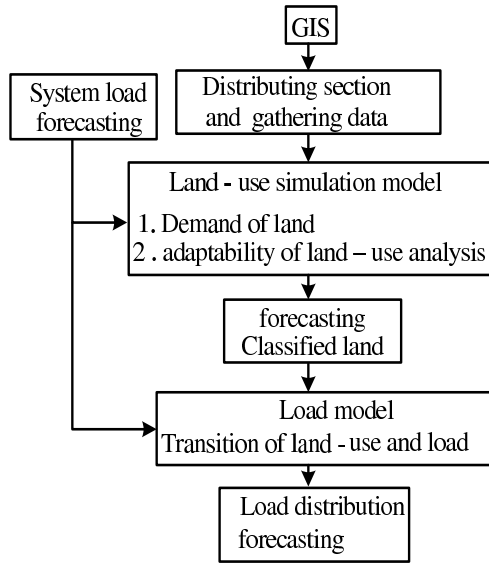 GIS
System load
forecasting
Distributing section
and gathering data
Land - use simulation model
1. Demand of land
2 . adaptability of land – use analysis
forecasting
Classified land
Load model
Transition of land - use and load
Load distribution
forecasting